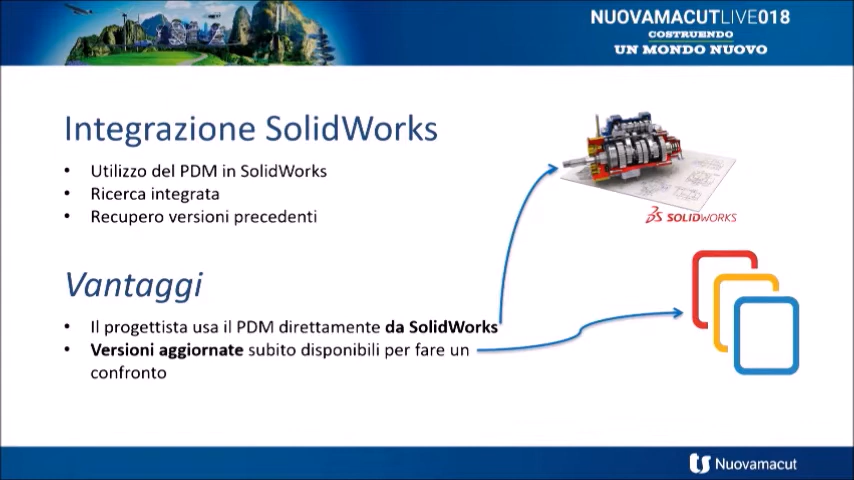 NUOVAMACUTLIVE018
COSTRUENDO
UN MONDO NUOVO
Integrazione SolidWorks
• Utilizzo del PDM in SolidWorks
• Ricerca integrata
• Recupero versioni precedenti
SOLIDWORKS
Vantaggi
• Il progettista usa il PDM direttamente da SolidWorks
• Versioni aggiornate subito disponibili per fare un
confronto
Nuovamacut